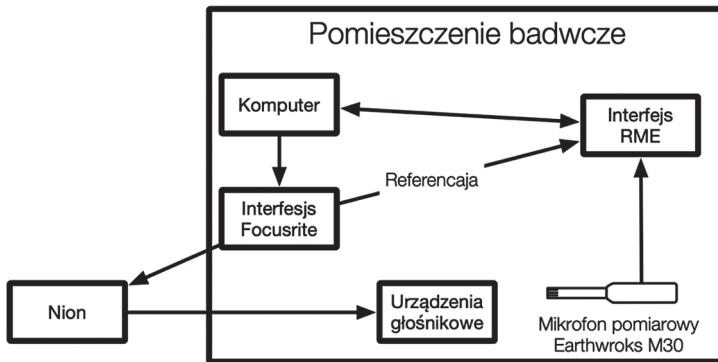 Pomieszczenie badwcze
Komputer
Interfejs
RME
Referencaja
Interfesjs
Focusrite
Nion
Urządzenia
głośnikowe
Mikrofon pomiarowy
Earthwroks M30